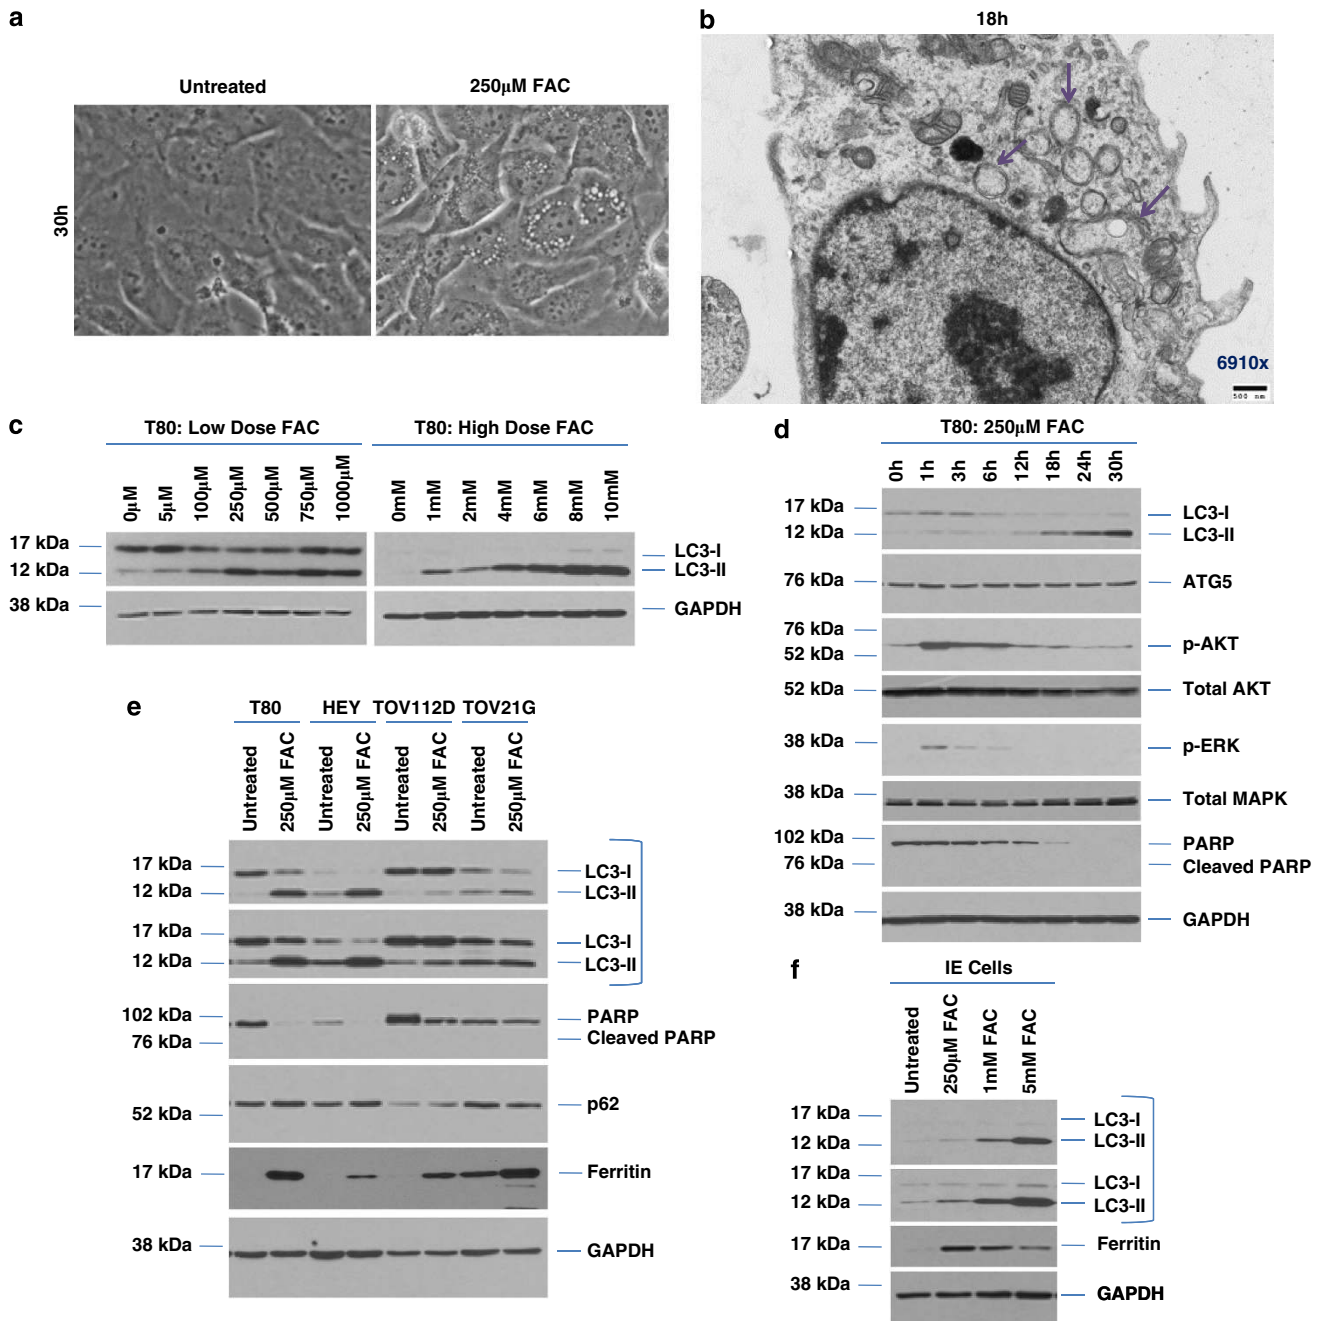 a
Untreated
250µM FAC
30h
b
18h
6910x
500 nm
c
T80: Low Dose FAC
T80: High Dose FAC
0µM
5µM
100µM
250µM
500µM
750µM
1000µM
0mM
1mM
2mM
4mM
6mM
8mM
10mM
17 kDa
12 kDa
38 kDa
LC3-I
LC3-II
GAPDH
d
T80: 250µM FAC
0h
1h
3h
6h
12h
18h
24h
30h
17 kDa
12 kDa
76 kDa
76 kDa
52 kDa
52 kDa
38 kDa
38 kDa
102 kDa
76 kDa
38 kDa
LC3-I
LC3-II
ATG5
p-AKT
Total AKT
p-ERK
Total MAPK
PARP
Cleaved PARP
GAPDH
e
T80
HEY
TOV112D
TOV21G
Untreated
250µM FAC
Untreated
250µM FAC
Untreated
250µM FAC
Untreated
250µM FAC
17 kDa
12 kDa
17 kDa
12 kDa
102 kDa
76 kDa
52 kDa
17 kDa
38 kDa
LC3-I
LC3-II
LC3-I
LC3-II
PARP
Cleaved PARP
p62
Ferritin
GAPDH
f
IE Cells
Untreated
250µM FAC
1mM FAC
5mM FAC
17 kDa
12 kDa
17 kDa
12 kDa
17 kDa
38 kDa
LC3-I
LC3-II
LC3-I
LC3-II
Ferritin
GAPDH